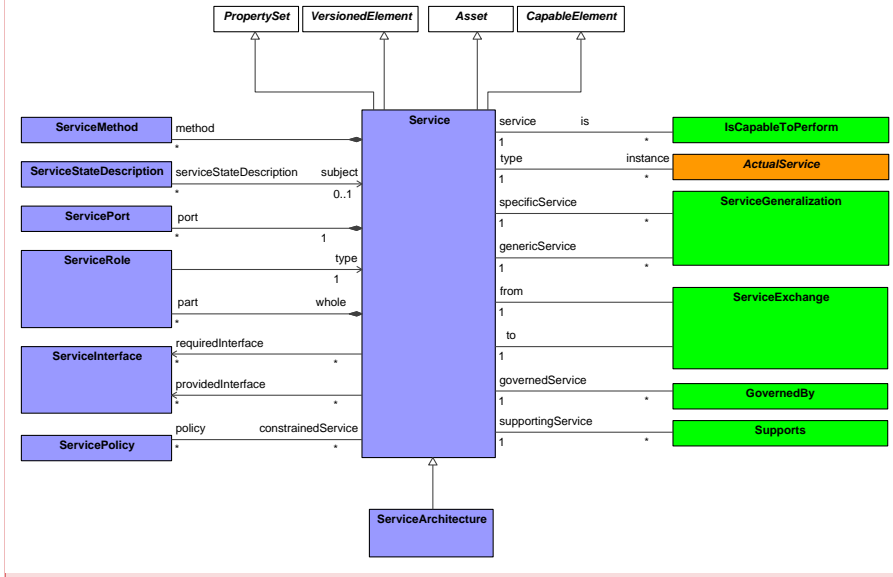 PropertySet VersionedElement Asset CapableElement
Service
ServiceMethod method
*
ServiceStateDescription serviceStateDescription subject
* 0..1
ServicePort port
* 1
ServiceRole type
1
part whole
*
requiredInterface
* *
ServiceInterface
providedInterface
* *
policy constrainedService
ServicePolicy * *
service is
1 * IsCapableToPerform
type instance ActualService
1 *
specificService ServiceGeneralization
1 *
genericService
1 *
from ServiceExchange
1
to
1
governedService
1 * GovernedBy
supportingService Supports
1 *
ServiceArchitecture